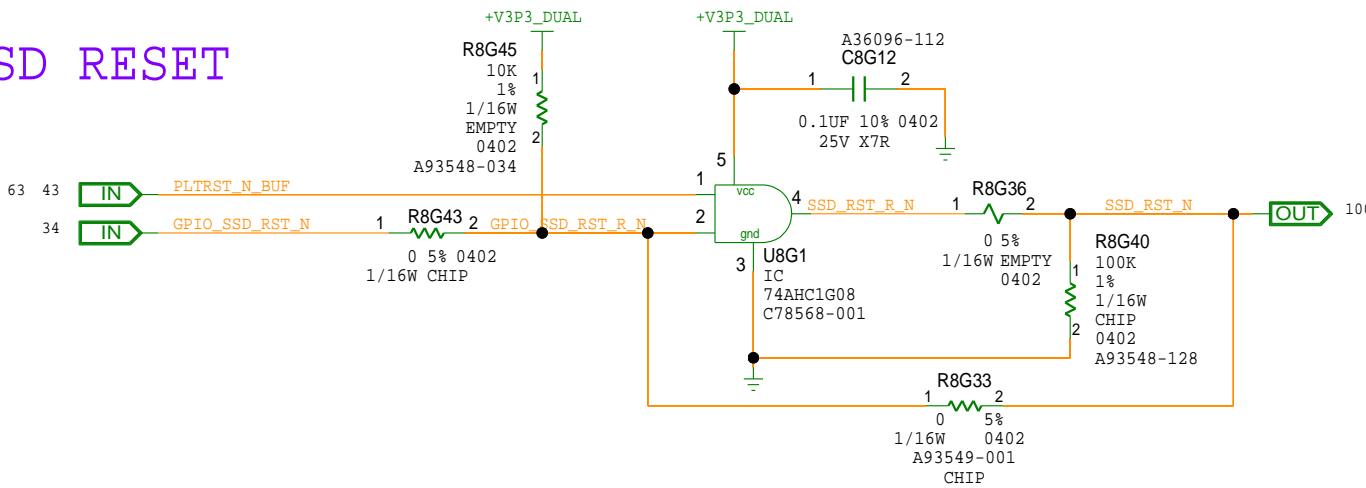 SD RESET
+V3P3_DUAL
R8G45
10K
1%
1/16W
EMPTY
0402
A93548-034
1
2
+V3P3_DUAL
A36096-112
C8G12
1
2
0.1UF 10% 0402
25V X7R
63 43
IN
PLTRST_N_BUF
34
IN
GPIO_SSD_RST_N
1
R8G43
2
0 5% 0402
1/16W CHIP
GPIO_SSD_RST_R_N
5
1
2
vcc
gnd
4
3
U8G1
IC
74AHC1G08
C78568-001
SSD_RST_R_N
R8G36
1
2
0 5%
1/16W EMPTY
0402
SSD_RST_N
OUT
R8G40
100K
1%
1/16W
CHIP
0402
A93548-128
1
2
R8G33
1
2
0 5%
1/16W 0402
A93549-001
CHIP